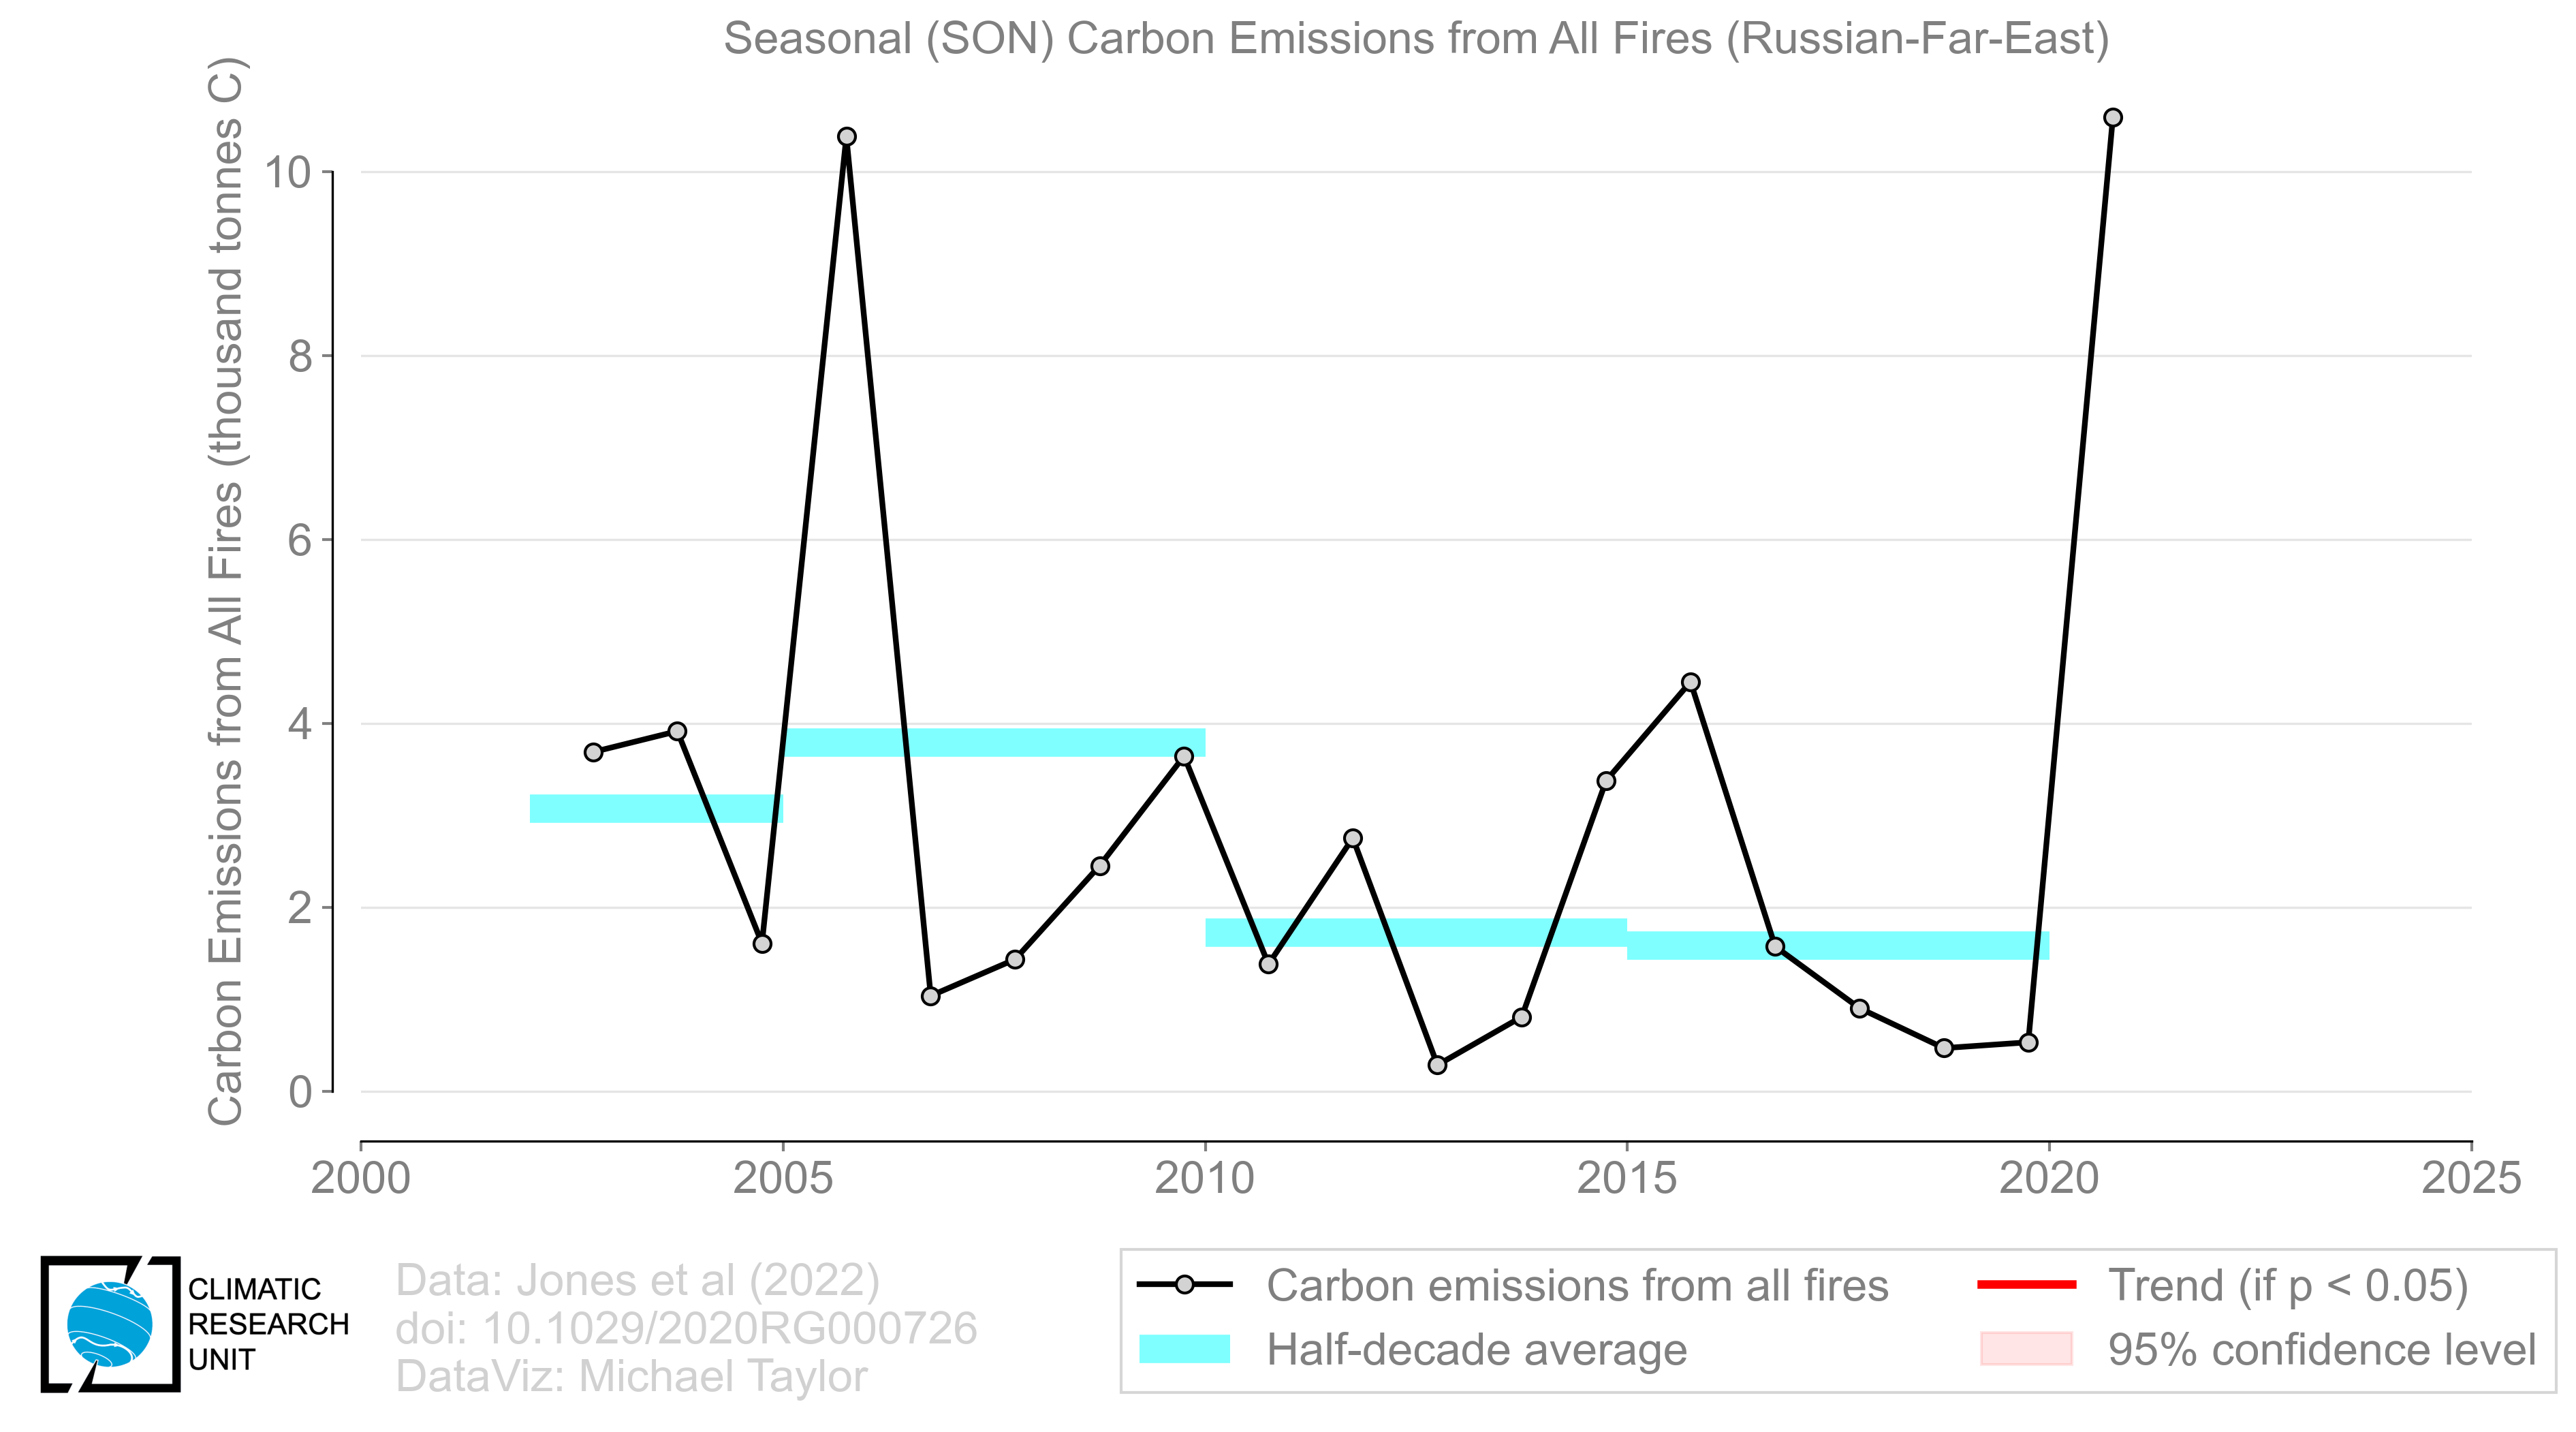 Seasonal (SON) Carbon Emissions from All Fires (Russian-Far-East)
Carbon Emissions from All Fires (thousand tonnes C)
10
8
6
4
2
0
2000 2005 2010 2015 2020 2025
CLIMATIC
RESEARCH
UNIT
Data: Jones et al (2022)
doi: 10.1029/2020RG000726
DataViz: Michael Taylor
Carbon emissions from all fires
Half-decade average
Trend (if p < 0.05)
95% confidence level